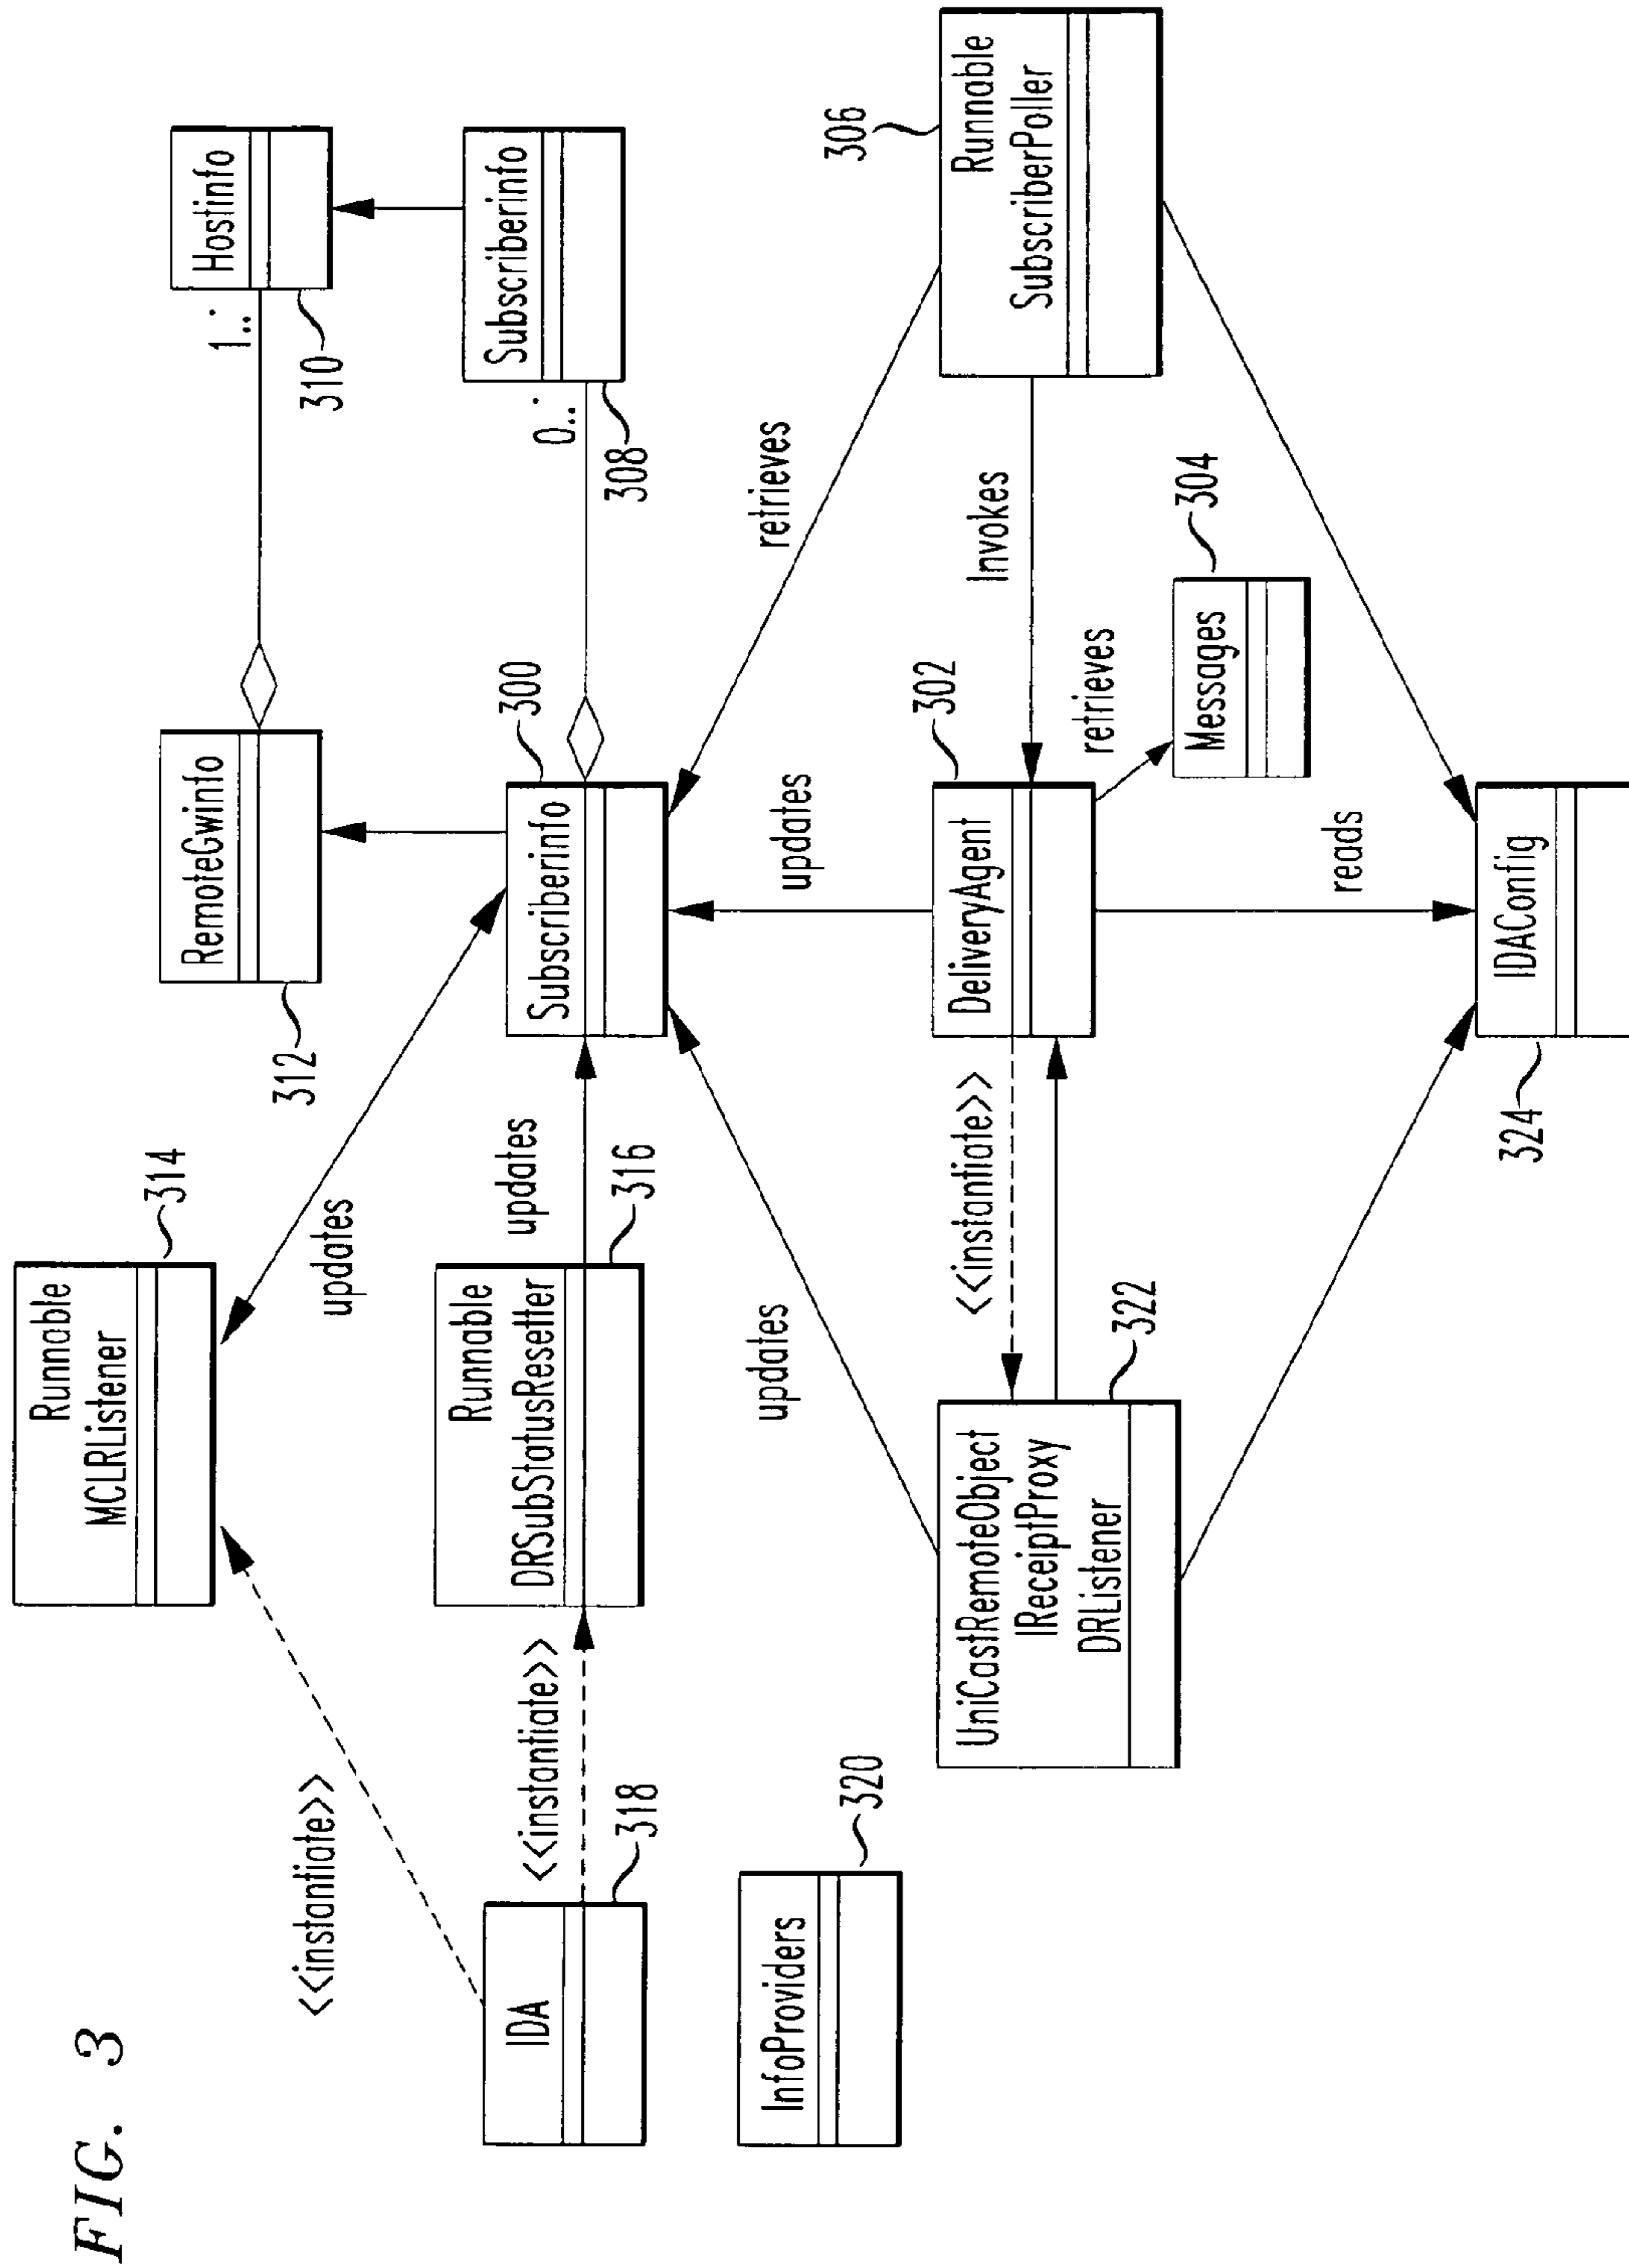 FIG. 3
Runnable
MCLRListener
314
RemoteGwinfo
312
1..*
Hostinfo
310
<<instantiate>>
updates
Runnable
DRSubStatusResetter
316
updates
IDA
318
<<instantiate>>
Subscriberinfo
300
0..*
Subscriberinfo
308
InfoProviders
320
updates
updates
retrieves
306
Runnable
SubscriberPoller
UniCastRemoteObject
IReceiptProxy
DRListener
322
<<instantiate>>
DeliveryAgent
302
Invokes
retrieves
Messages
304
reads
IDAConfig
324